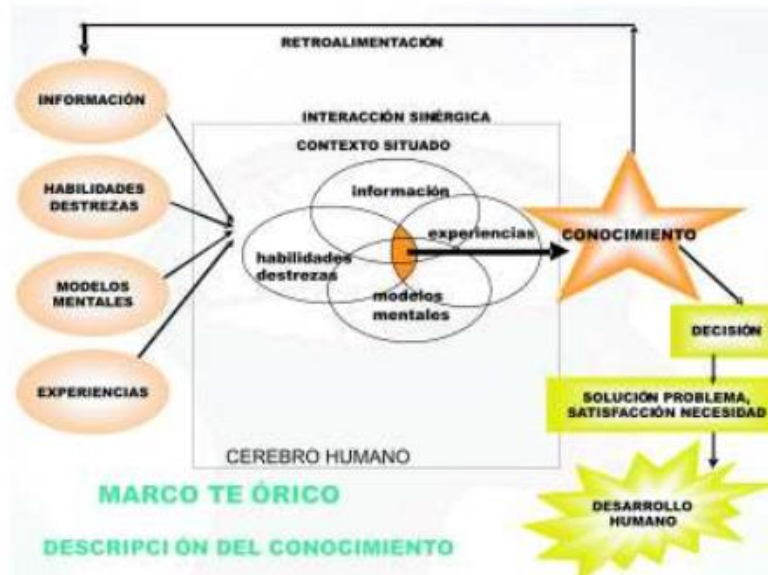 RETROALIMENTACIÓN
INFORMACIÓN
HABILIDADES
DESTREZAS
MODELOS
MENTALES
EXPERIENCIAS
INTERACCIÓN SINÉRGICA
CONTEXTO SITUADO
información
experiencias
habilidades
destrezas
modelos
mentales
CEREBRO HUMANO
CONOCIMIENTO
DECISIÓN
SOLUCIÓN PROBLEMA,
SATISFACCIÓN NECESIDAD
DESARROLLO
HUMANO
MARCO TE ÓRICO
DESCRIPCI ÓN DEL CONOCIMIENTO